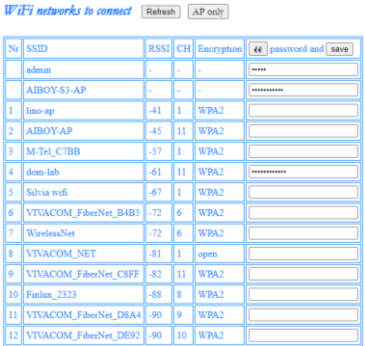 WiFi networks to connect Refresh AP only
Nr SSID RSSI CH Encryption password and save
admin - - - •••••
AIBOY-S3-AP - - - •••••••••••
1 lino-ap -41 1 WPA2
2 AIBOY-AP -45 11 WPA2
3 M-Tel_C7BB -57 1 WPA2
4 dom-lab -61 11 WPA2 ••••••••••••
5 Silvia wifi -67 1 WPA2
6 VIVACOM_FiberNet_B4B5 -72 6 WPA2
7 WirelessNet -72 6 WPA2
8 VIVACOM_NET -81 1 open
9 VIVACOM_FiberNet_C8FF -82 11 WPA2
10 Finlux_2323 -88 8 WPA2
11 VIVACOM_FiberNet_D8A4 -90 9 WPA2
12 VIVACOM_FiberNet_DE92 -90 10 WPA2